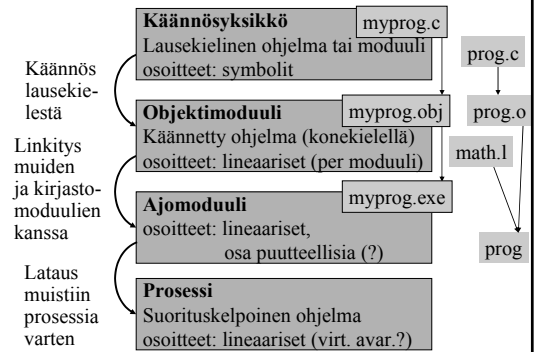 Käännösyksikkö
myprog.c
Lausekielinen ohjelma tai moduuli
osoitteet: symbolit
prog.c
Käännös
lausekie-
lestä
Objektimoduuli
myprog.obj
prog.o
Käännetty ohjelma (konekielellä)
osoitteet: lineaariset (per moduuli)
math.l
Linkitys
muiden
ja kirjasto-
moduulien
kanssa
Ajomoduuli
myprog.exe
osoitteet: lineaariset,
osa puutteellisia (?)
prog
Lataus
muistiin
prosessia
varten
Prosessi
Suorituskelpoinen ohjelma
osoitteet: lineaariset (virt. avar.?)